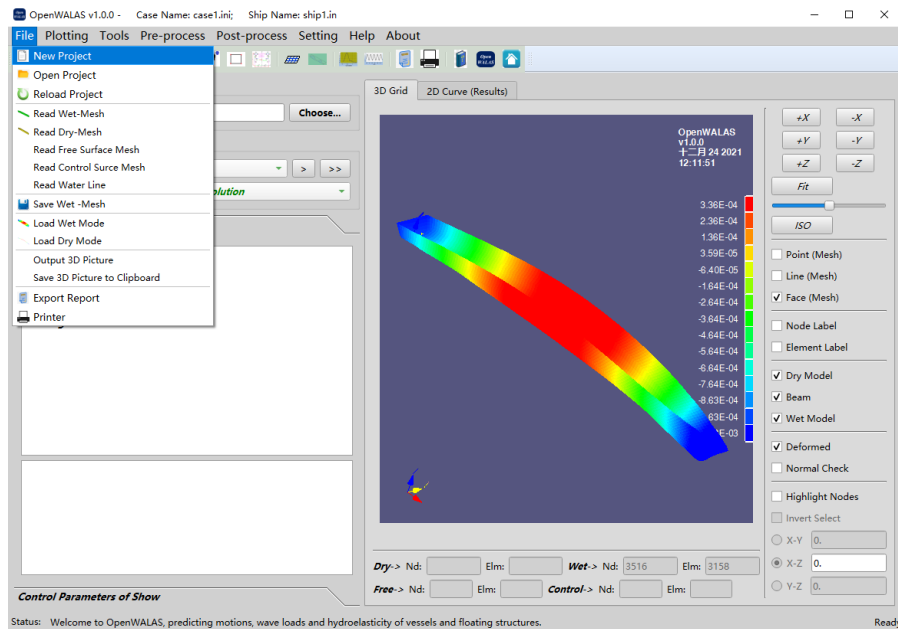 OpenWALAS v1.0.0 - Case Name: case1.ini; Ship Name: ship1.in
File Plotting Tools Pre-process Post-process Setting Help About
New Project
Open Project
Reload Project
Read Wet-Mesh
Read Dry-Mesh
Read Free Surface Mesh
Read Control Surce Mesh
Read Water Line
Save Wet -Mesh
Load Wet Mode
Load Dry Mode
Output 3D Picture
Save 3D Picture to Clipboard
Export Report
Printer
Choose...
> >>
Control Parameters of Show
3D Grid 2D Curve (Results)
OpenWALAS
v1.0.0
十二月 24 2021
12:11:51
3.36E-04
2.36E-04
1.36E-04
3.59E-05
-6.40E-05
-1.64E-04
-2.64E-04
-3.64E-04
-4.64E-04
-5.64E-04
-6.64E-04
-7.64E-04
-8.63E-04
63E-04
E-03
+X -X
+Y -Y
+Z -Z
Fit
ISO
Point (Mesh)
Line (Mesh)
Face (Mesh)
Node Label
Element Label
Dry Model
Beam
Wet Model
Deformed
Normal Check
Highlight Nodes
Invert Select
X-Y 0.
X-Z 0.
Y-Z 0.
Dry-> Nd: Elm: Wet-> Nd: 3516 Elm: 3158
Free-> Nd: Elm: Control-> Nd: Elm:
Status: Welcome to OpenWALAS, predicting motions, wave loads and hydroelasticity of vessels and floating structures. Ready